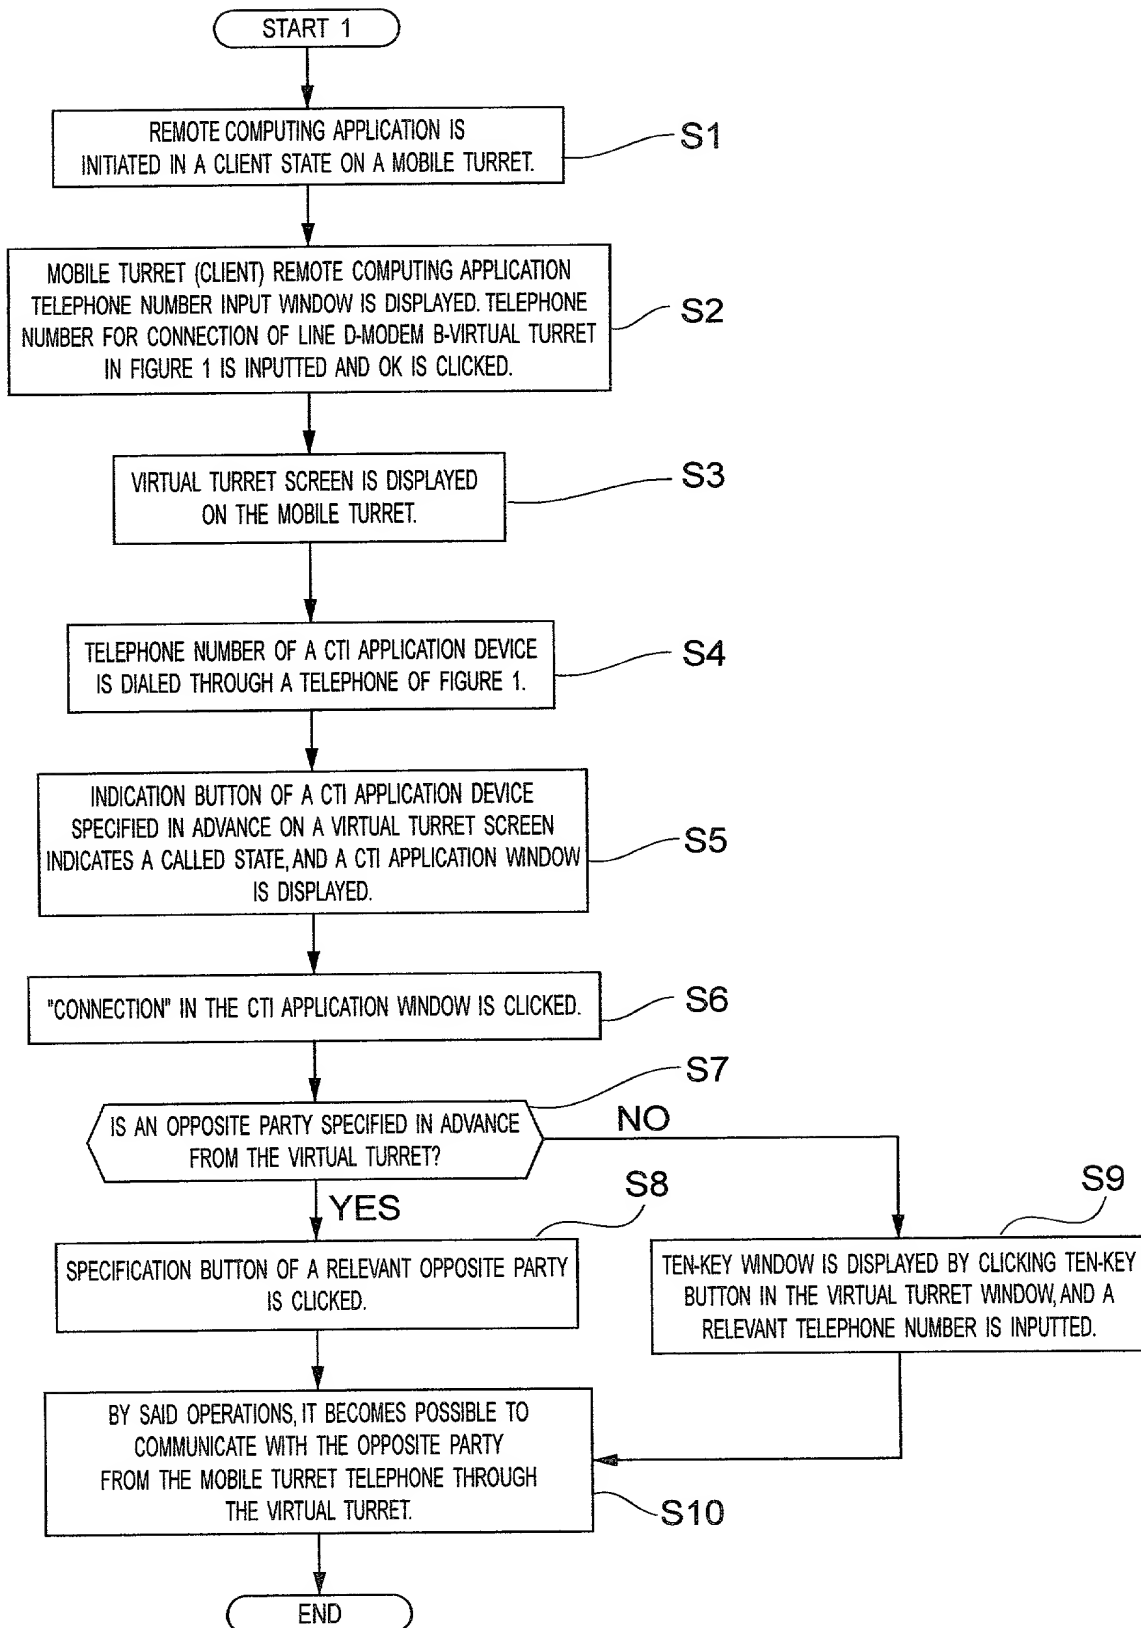 START 1
REMOTE COMPUTING APPLICATION IS
INITIATED IN A CLIENT STATE ON A MOBILE TURRET.
S1
MOBILE TURRET (CLIENT) REMOTE COMPUTING APPLICATION
TELEPHONE NUMBER INPUT WINDOW IS DISPLAYED. TELEPHONE
NUMBER FOR CONNECTION OF LINE D-MODEM B-VIRTUAL TURRET
IN FIGURE 1 IS INPUTTED AND OK IS CLICKED.
S2
VIRTUAL TURRET SCREEN IS DISPLAYED
ON THE MOBILE TURRET.
S3
TELEPHONE NUMBER OF A CTI APPLICATION DEVICE
IS DIALED THROUGH A TELEPHONE OF FIGURE 1.
S4
INDICATION BUTTON OF A CTI APPLICATION DEVICE
SPECIFIED IN ADVANCE ON A VIRTUAL TURRET SCREEN
INDICATES A CALLED STATE, AND A CTI APPLICATION WINDOW
IS DISPLAYED.
S5
"CONNECTION" IN THE CTI APPLICATION WINDOW IS CLICKED.
S6
IS AN OPPOSITE PARTY SPECIFIED IN ADVANCE
FROM THE VIRTUAL TURRET?
S7
NO
YES
SPECIFICATION BUTTON OF A RELEVANT OPPOSITE PARTY
IS CLICKED.
S8
TEN-KEY WINDOW IS DISPLAYED BY CLICKING TEN-KEY
BUTTON IN THE VIRTUAL TURRET WINDOW, AND A
RELEVANT TELEPHONE NUMBER IS INPUTTED.
S9
BY SAID OPERATIONS, IT BECOMES POSSIBLE TO
COMMUNICATE WITH THE OPPOSITE PARTY
FROM THE MOBILE TURRET TELEPHONE THROUGH
THE VIRTUAL TURRET.
S10
END